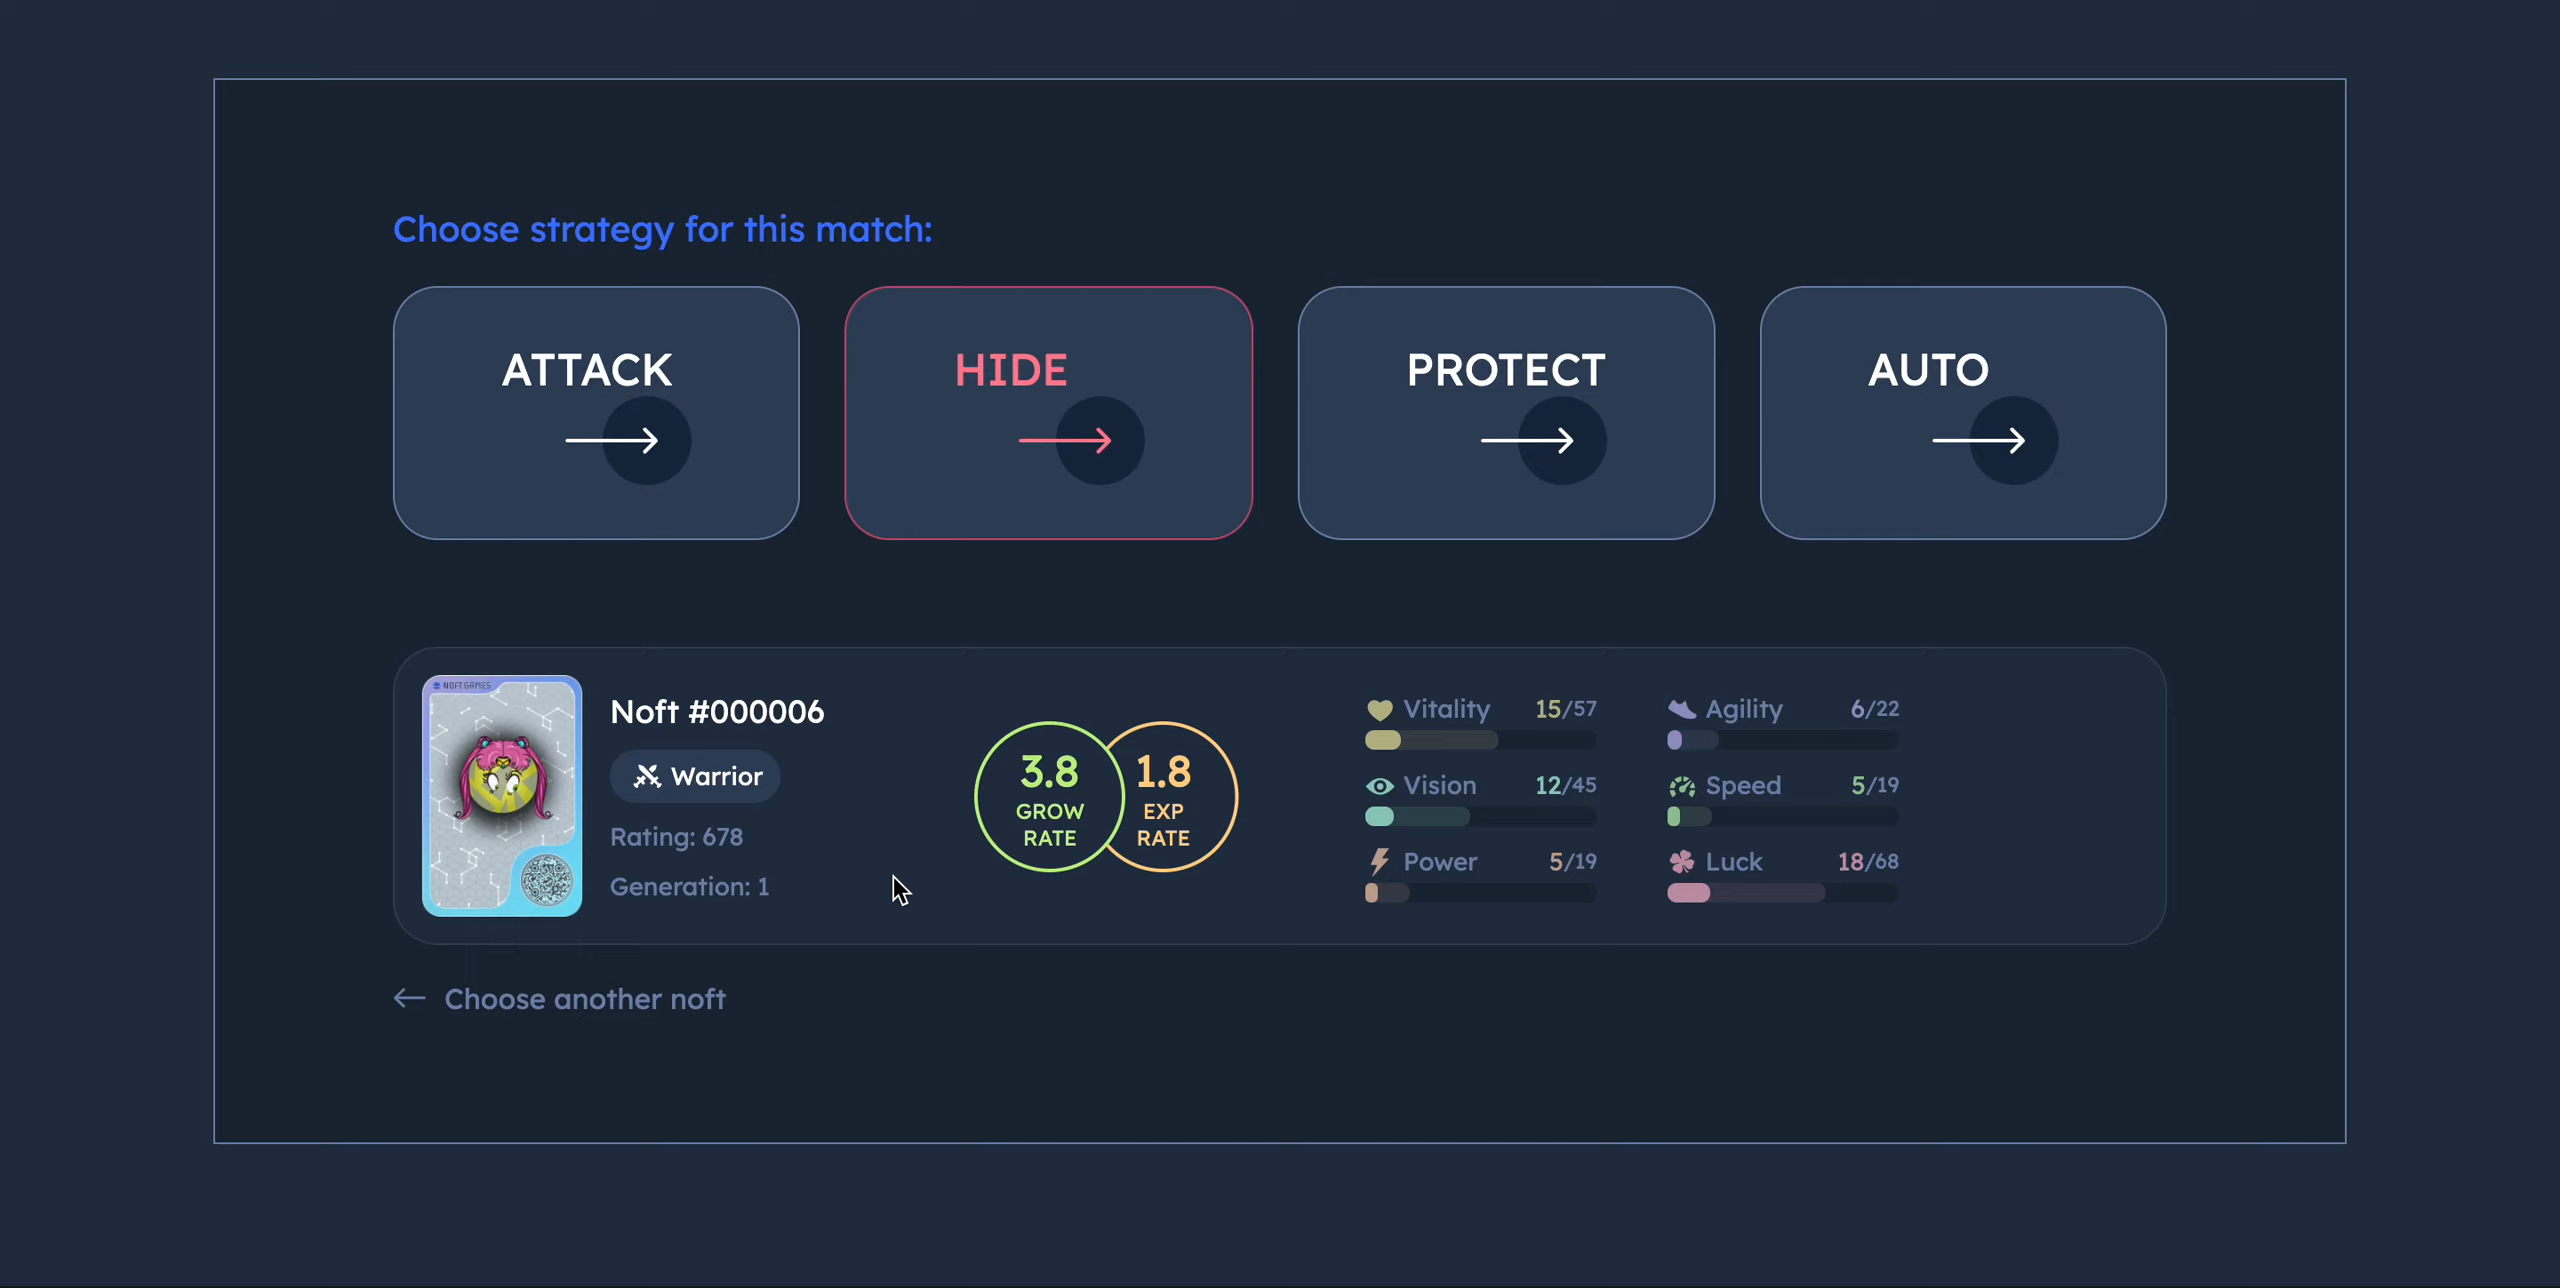 Choose strategy for this match:
ATTACK
HIDE
PROTECT
AUTO
NOFTGAMES
Noft #000006
Warrior
Rating: 678
Generation: 1
3.8
GROW
RATE
1.8
EXP
RATE
Vitality 15/57
Agility 6/22
Vision 12/45
Speed 5/19
Power 5/19
Luck 18/68
Choose another noft